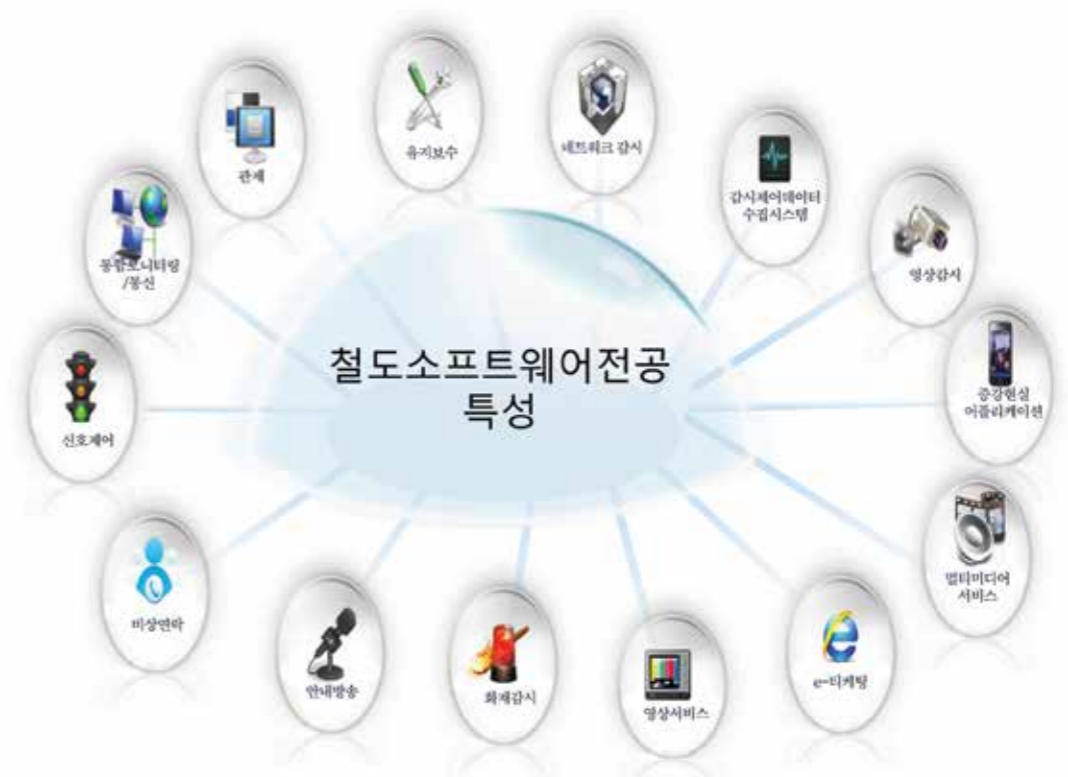 철도소프트웨어전공
특성
관제
유지보수
네트워크 감시
감시제어데이터
수집시스템
영상감시
증강현실
어플리케이션
멀티미디어
서비스
e-티케팅
영상서비스
화재감시
안내방송
비상연락
신호제어
통합모니터링
/통신